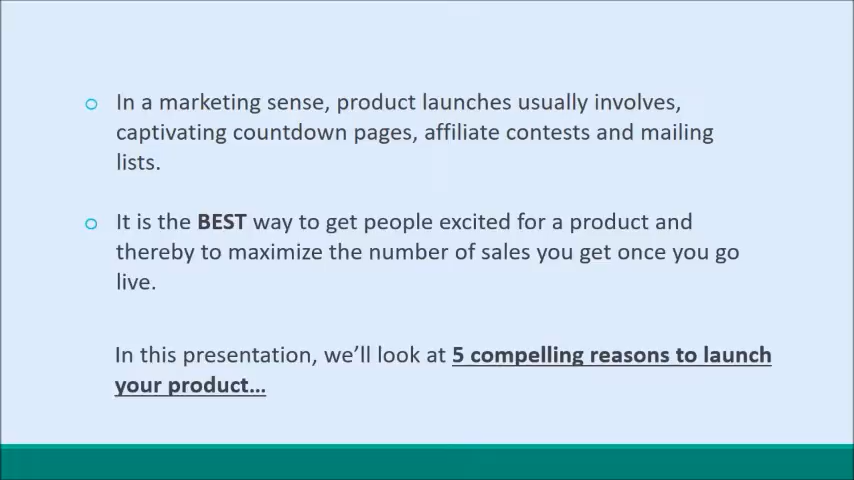 In a marketing sense, product launches usually involves,
captivating countdown pages, affiliate contests and mailing
lists.
It is the BEST way to get people excited for a product and
thereby to maximize the number of sales you get once you go
live.
In this presentation, we’ll look at 5 compelling reasons to launch
your product…